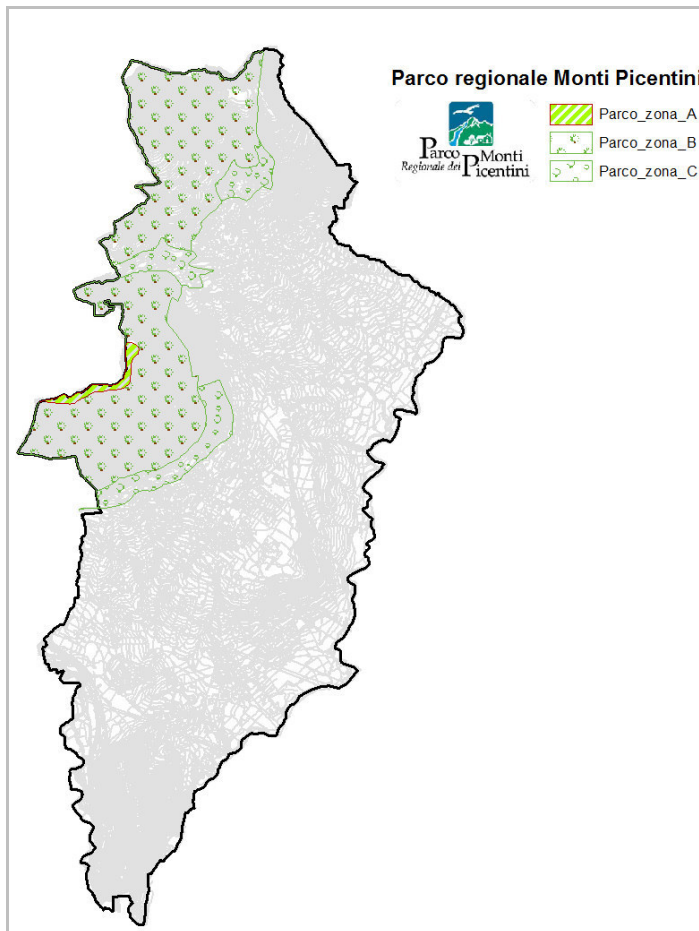 Parco regionale Monti Picentini
Parco Monti
Regionale dei Picentini
Parco_zona_A
Parco_zona_B
Parco_zona_C